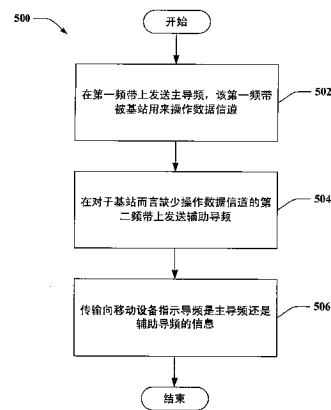 500
开始
在第一频带上发送主导频，该第一频带
被基站用来操作数据信道
502
在对于基站而言缺少操作数据信道的第
二频带上发送辅助导频
504
传输向移动设备指示导频是主导频还是
辅助导频的信息
506
结束